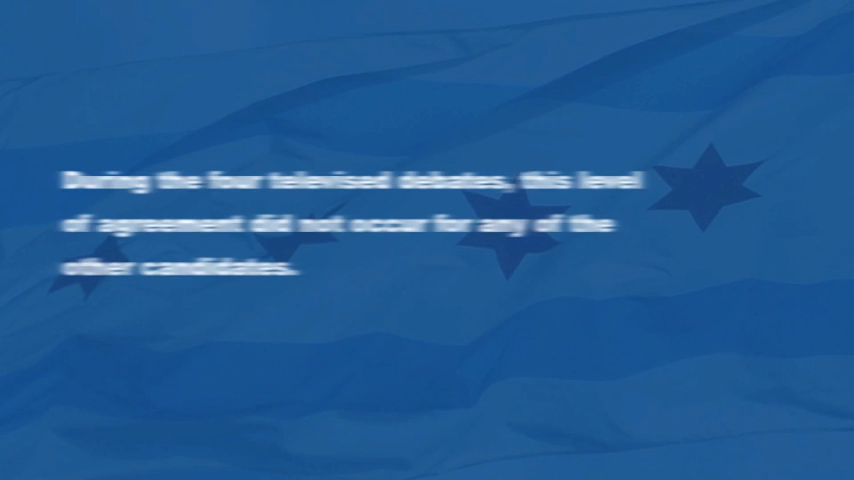 During the four televised debates, this level
of agreement did not occur for any of the
other candidates.